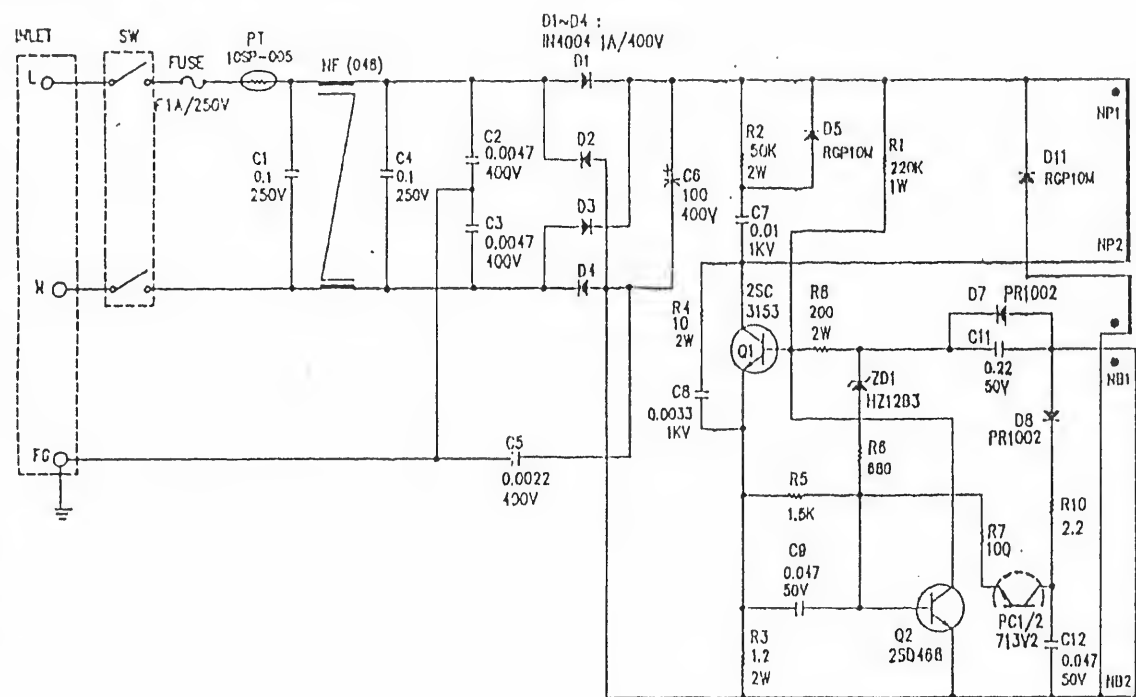 D1~D4 :
IN4004 1A/400V
INLET
SW
FUSE
F1A/250V
PT
10SP-005
NF (048)
D1
L
N
FG
C1
0.1
250V
C4
0.1
250V
C2
0.0047
400V
C3
0.0047
400V
D2
D3
D4
C5
0.0022
400V
C6
100
400V
R2
50K
2W
D5
RGP10M
R1
220K
1W
D11
RGP10M
NP1
NP2
C7
0.01
1KV
R4
10
2W
2SC
3153
Q1
R8
200
2W
D7
PR1002
C11
0.22
50V
NB1
C8
0.0033
1KV
ZD1
HZ12B3
D8
PR1002
R6
680
R5
1.5K
R7
100
R10
2.2
C9
0.047
50V
PC1/2
713V2
Q2
2SD468
R3
1.2
2W
C12
0.047
50V
NB2